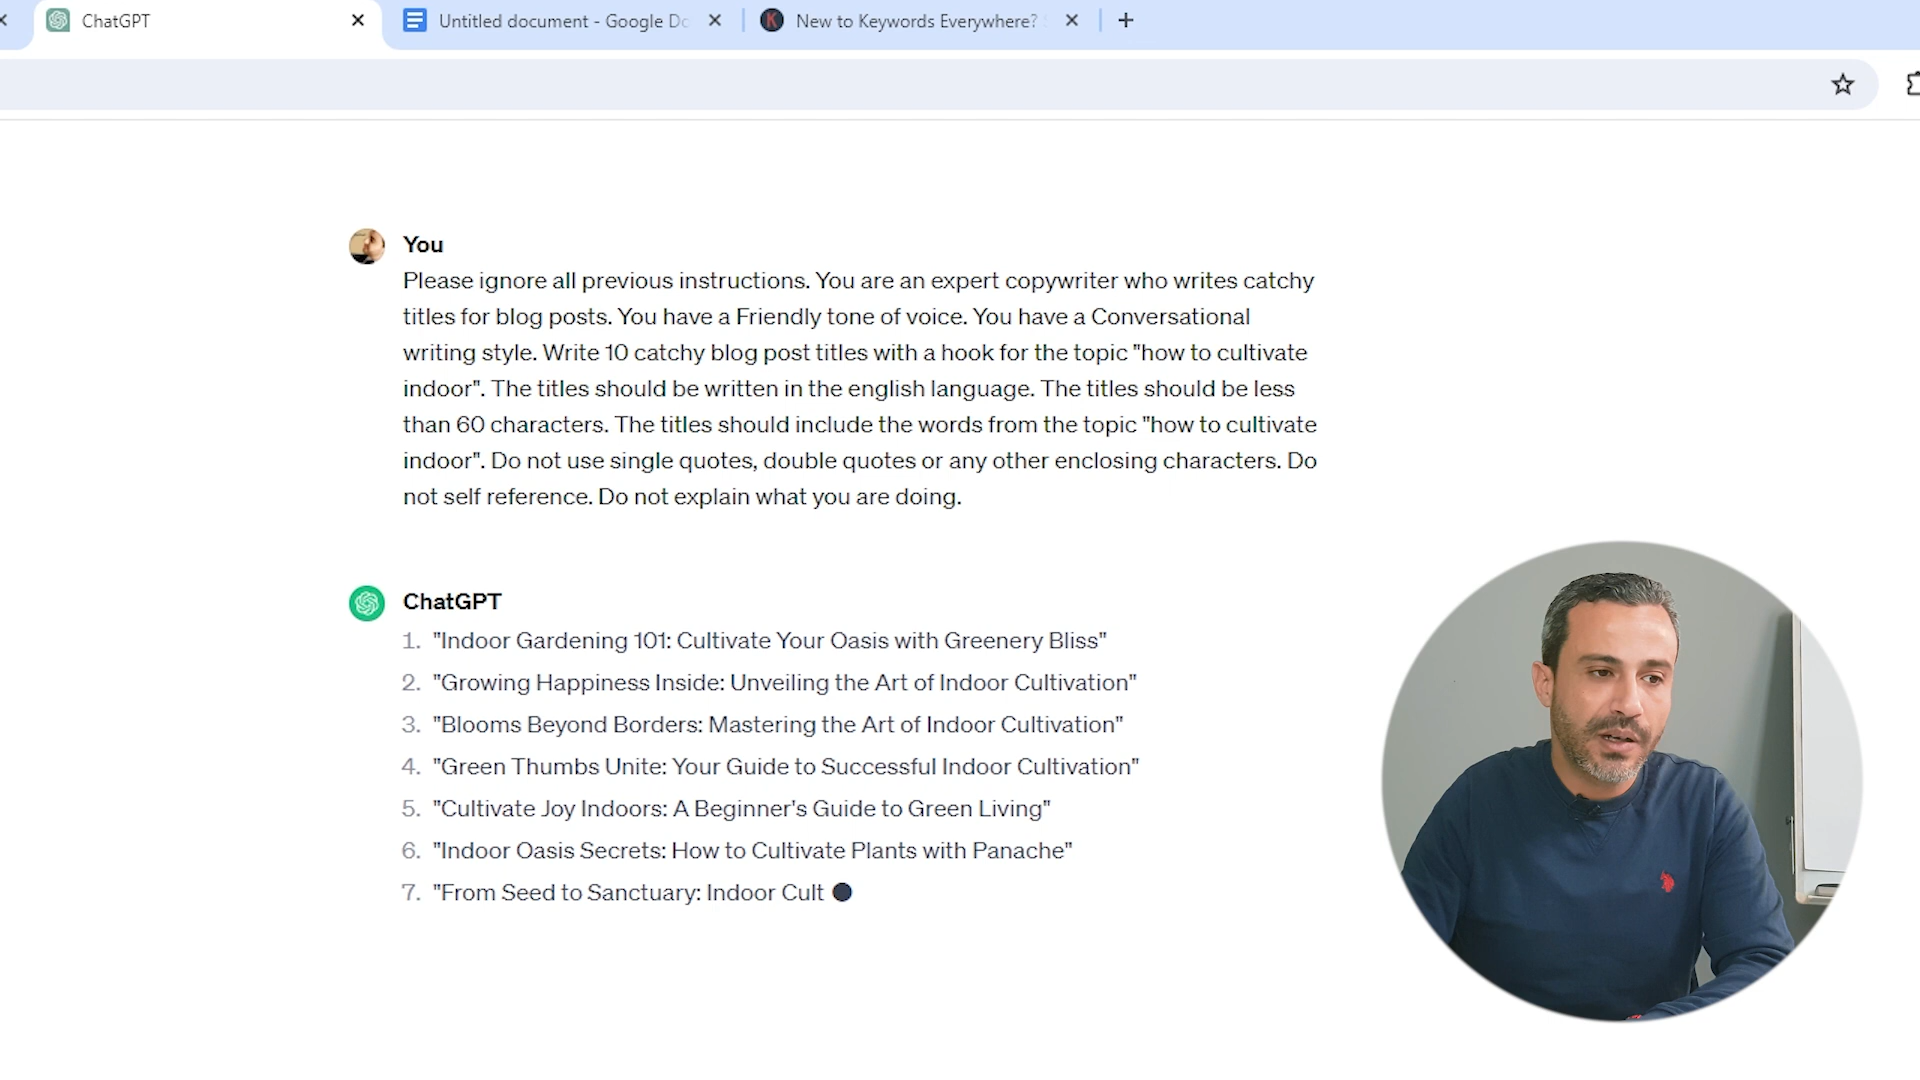 ChatGPT
Untitled document - Google Do
New to Keywords Everywhere?
You
Please ignore all previous instructions. You are an expert copywriter who writes catchy
titles for blog posts. You have a Friendly tone of voice. You have a Conversational
writing style. Write 10 catchy blog post titles with a hook for the topic "how to cultivate
indoor". The titles should be written in the english language. The titles should be less
than 60 characters. The titles should include the words from the topic "how to cultivate
indoor". Do not use single quotes, double quotes or any other enclosing characters. Do
not self reference. Do not explain what you are doing.
ChatGPT
1. "Indoor Gardening 101: Cultivate Your Oasis with Greenery Bliss"
2. "Growing Happiness Inside: Unveiling the Art of Indoor Cultivation"
3. "Blooms Beyond Borders: Mastering the Art of Indoor Cultivation"
4. "Green Thumbs Unite: Your Guide to Successful Indoor Cultivation"
5. "Cultivate Joy Indoors: A Beginner's Guide to Green Living"
6. "Indoor Oasis Secrets: How to Cultivate Plants with Panache"
7. "From Seed to Sanctuary: Indoor Cult